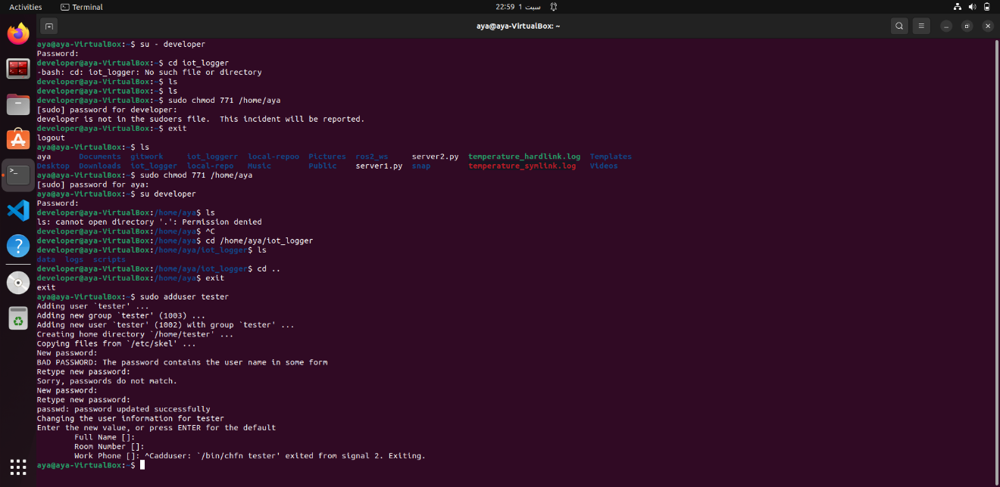 Activities
Terminal
22:59 1 سبت
aya@aya-VirtualBox: ~
aya@aya-VirtualBox:~$ su - developer
Password:
developer@aya-VirtualBox:~$ cd iot_logger
-bash: cd: iot_logger: No such file or directory
developer@aya-VirtualBox:~$ ls
developer@aya-VirtualBox:~$ ls
developer@aya-VirtualBox:~$ sudo chmod 771 /home/aya
[sudo] password for developer:
developer is not in the sudoers file.  This incident will be reported.
developer@aya-VirtualBox:~$ exit
logout
aya@aya-VirtualBox:~$ ls
aya      Documents  gitwork     iot_loggerr  local-repoo  Pictures  ros2_ws     server2.py  temperature_hardlink.log  Templates
Desktop  Downloads  iot_logger  local-repo   Music        Public    server1.py  snap        temperature_symlink.log   Videos
aya@aya-VirtualBox:~$ sudo chmod 771 /home/aya
[sudo] password for aya:
aya@aya-VirtualBox:~$ su developer
Password:
developer@aya-VirtualBox:/home/aya$ ls
ls: cannot open directory '.': Permission denied
developer@aya-VirtualBox:/home/aya$ ^C
developer@aya-VirtualBox:/home/aya$ cd /home/aya/iot_logger
developer@aya-VirtualBox:/home/aya/iot_logger$ ls
data  logs  scripts
developer@aya-VirtualBox:/home/aya/iot_logger$ cd ..
developer@aya-VirtualBox:/home/aya$ exit
exit
aya@aya-VirtualBox:~$ sudo adduser tester
Adding user `tester' ...
Adding new group `tester' (1003) ...
Adding new user `tester' (1002) with group `tester' ...
Creating home directory `/home/tester' ...
Copying files from `/etc/skel' ...
New password:
BAD PASSWORD: The password contains the user name in some form
Retype new password:
Sorry, passwords do not match.
New password:
Retype new password:
passwd: password updated successfully
Changing the user information for tester
Enter the new value, or press ENTER for the default
        Full Name []:
        Room Number []:
        Work Phone []: ^Cadduser: `/bin/chfn tester' exited from signal 2. Exiting.
aya@aya-VirtualBox:~$